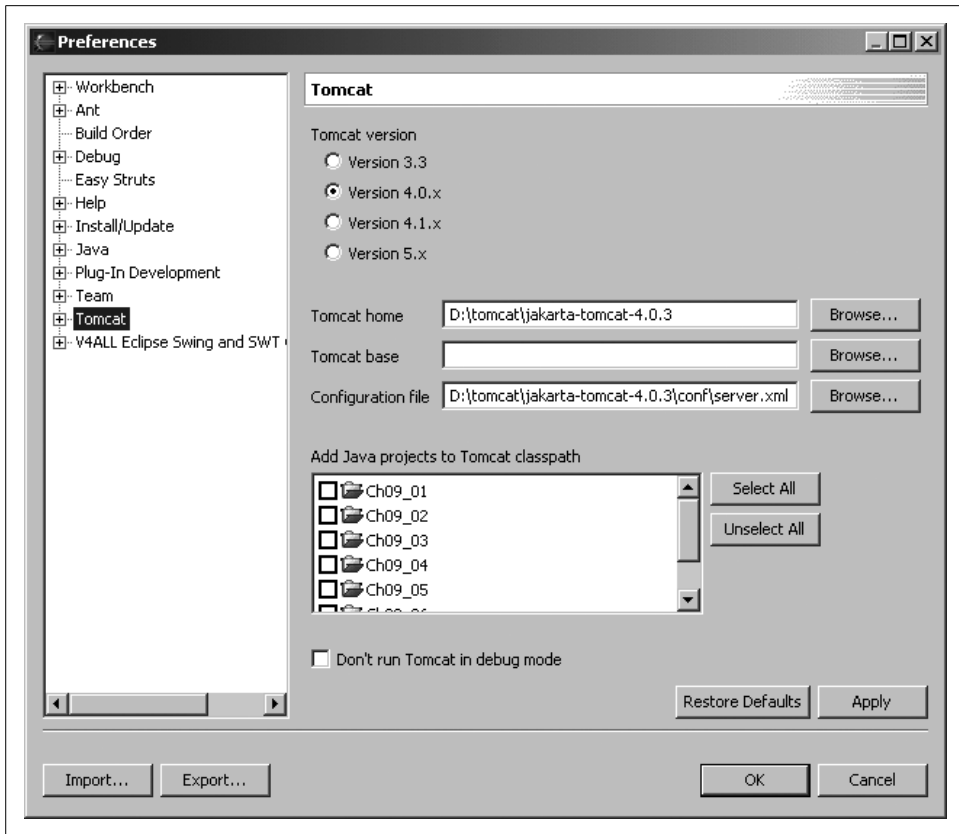 Preferences
Workbench
Ant
Build Order
Debug
Easy Struts
Help
Install/Update
Java
Plug-In Development
Team
Tomcat
V4ALL Eclipse Swing and SWT
Tomcat
Tomcat version
Version 3.3
Version 4.0.x
Version 4.1.x
Version 5.x
Tomcat home D:\tomcat\jakarta-tomcat-4.0.3 Browse...
Tomcat base Browse...
Configuration file D:\tomcat\jakarta-tomcat-4.0.3\conf\server.xml Browse...
Add Java projects to Tomcat classpath
Ch09_01 Select All
Ch09_02 Unselect All
Ch09_03
Ch09_04
Ch09_05
Don't run Tomcat in debug mode
Restore Defaults Apply
Import... Export... OK Cancel